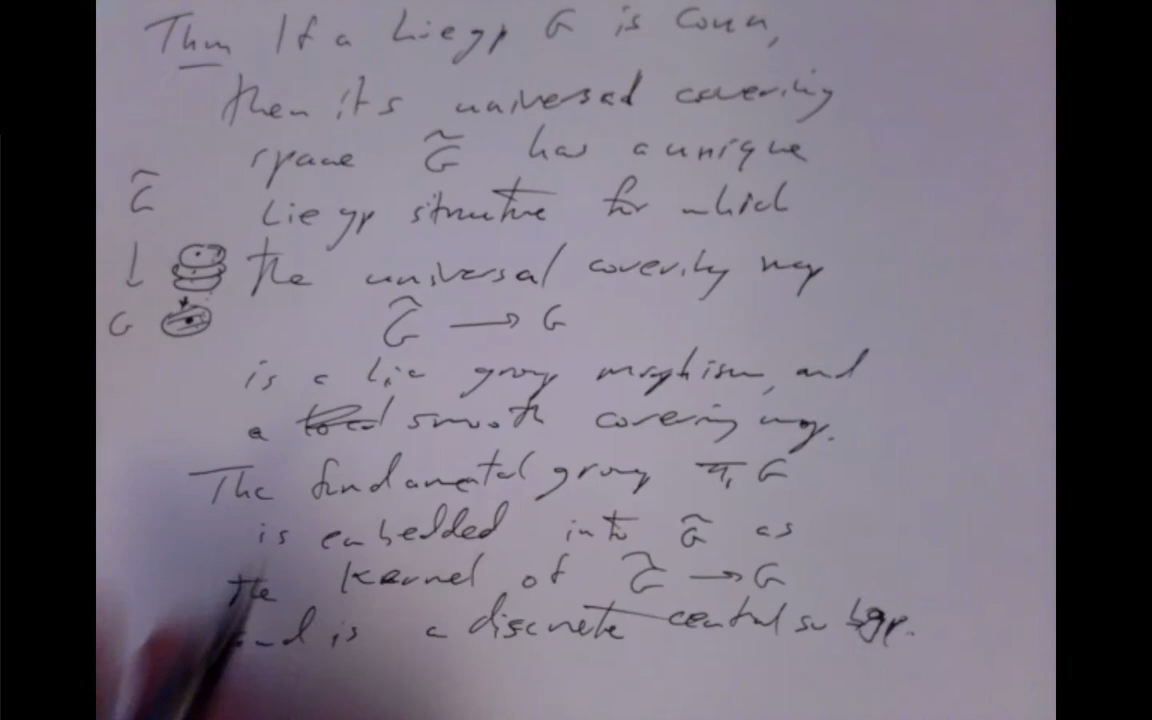 Thm If a Lie gp G is conn,
then its universal covering
space G̃ has a unique
G̃
Lie gp structure for which
↓ the universal covering map
G
G̃ → G
is a Lie group morphism, and
a smooth covering map.
The fundamental group π₁ G
is embedded into G̃ as
the kernel of G̃ → G
and is a discrete central subgp.